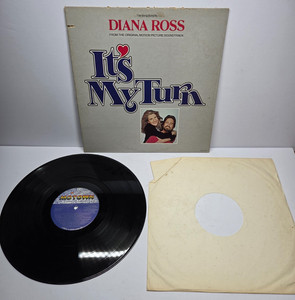 DIANA ROSS
FROM THE ORIGINAL MOTION PICTURE SOUNDTRACK
It's
My Turn
MOTOWN